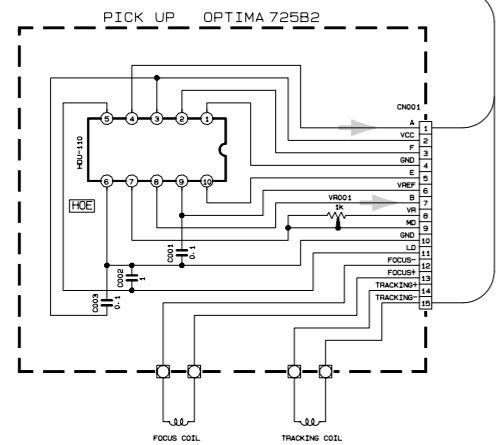 PICK UP OPTIMA 725B2
CN001
5 4 3 2 1
HDU-110
6 7 8 9 10
HOE
A 1
VCC 2
F 3
GND 4
E 5
VREF 6
B 7
VR 8
MD 9
GND 10
LD 11
FOCUS- 12
FOCUS+ 13
TRACKING+ 14
TRACKING- 15
VR001
1k
C001
0.1
C002
1
C003
0.1
FOCUS COIL
TRACKING COIL